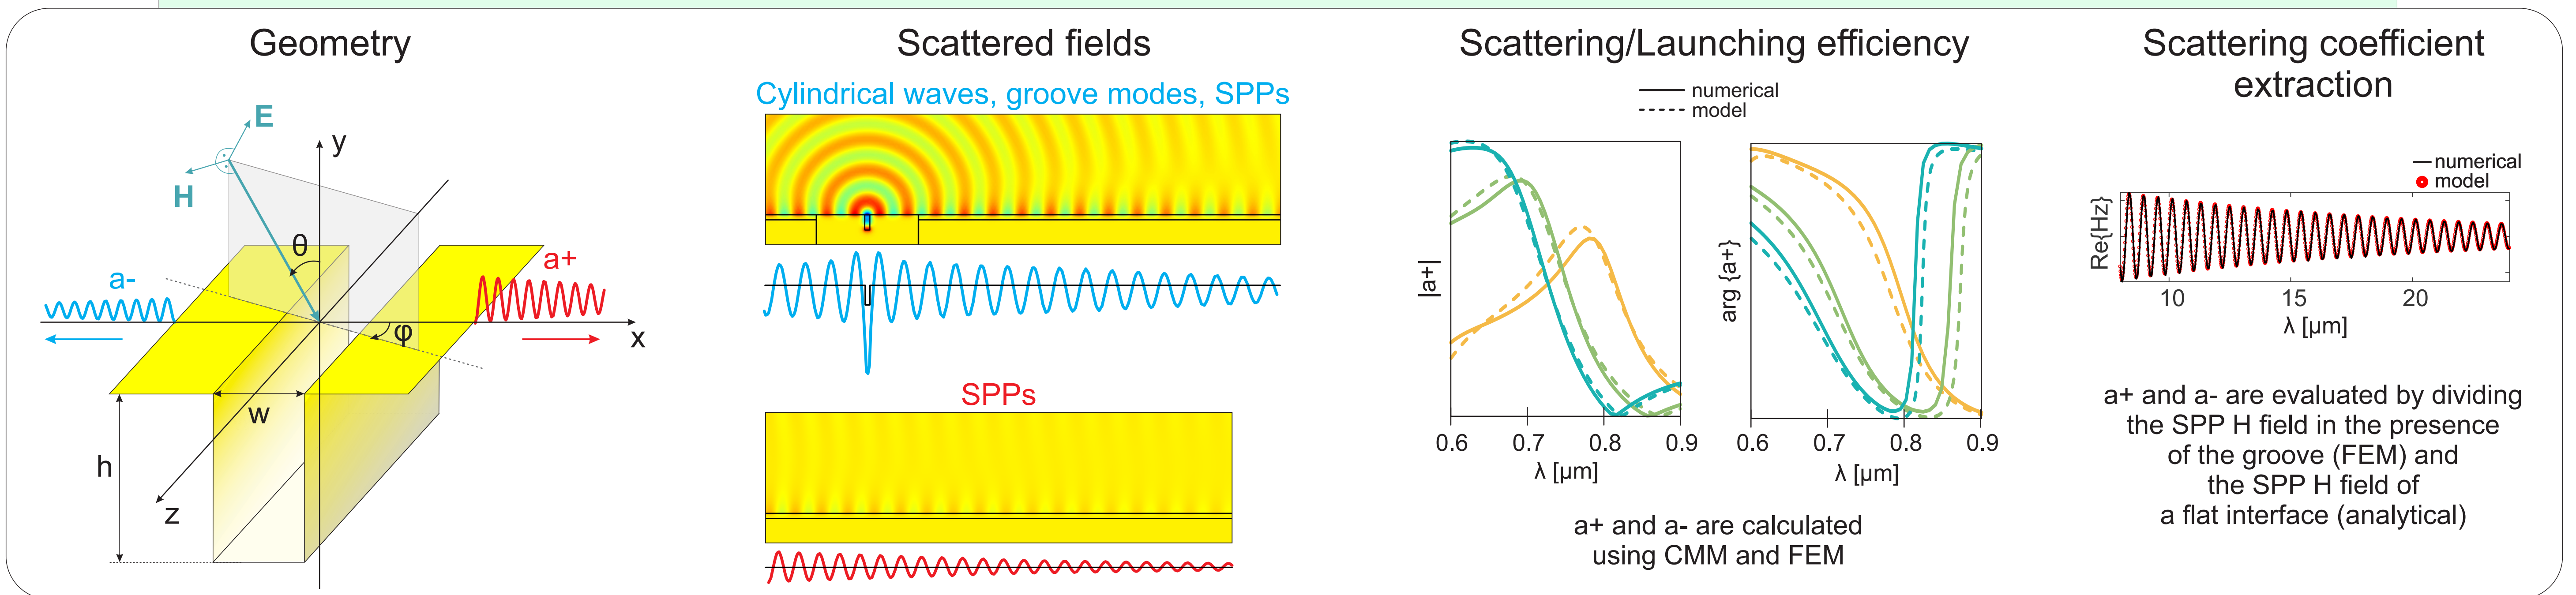 Geometry
E
H
y
θ
a-
a+
φ
x
w
h
z
Scattered fields
Cylindrical waves, groove modes, SPPs
SPPs
Scattering/Launching efficiency
numerical
model
|a+|
0.6 0.7 0.8 0.9
λ [µm]
arg {a+}
0.6 0.7 0.8 0.9
λ [µm]
a+ and a- are calculated
using CMM and FEM
Scattering coefficient
extraction
numerical
model
Re{Hz}
10 15 20
λ [µm]
a+ and a- are evaluated by dividing
the SPP H field in the presence
of the groove (FEM) and
the SPP H field of
a flat interface (analytical)